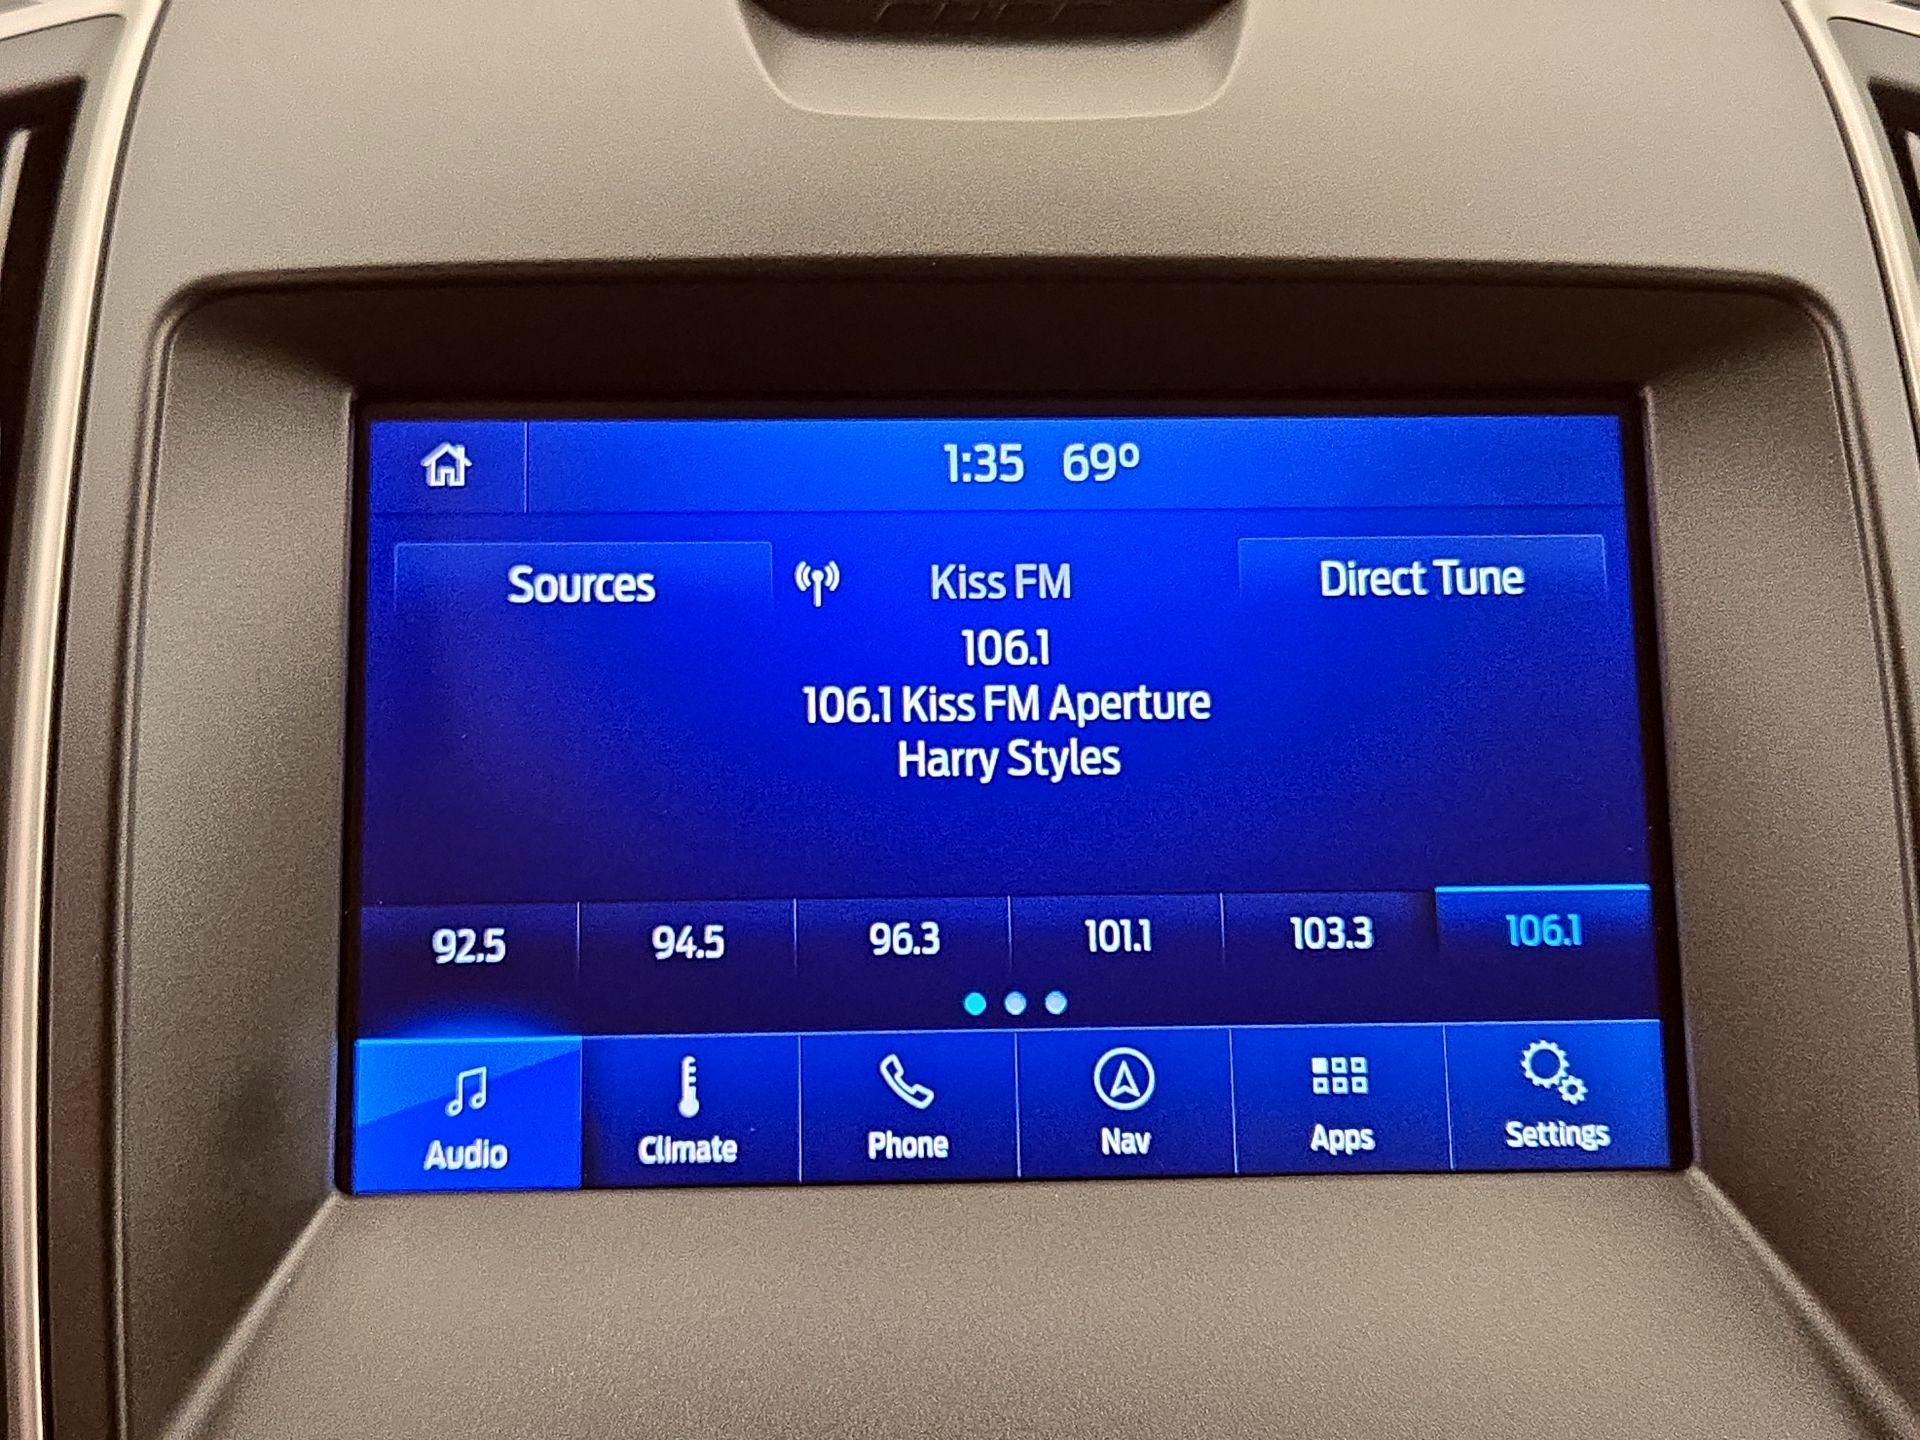 1:35 69º
Sources
Kiss FM
Direct Tune
106.1
106.1 Kiss FM Aperture
Harry Styles
92.5 94.5 96.3 101.1 103.3 106.1
Audio Climate Phone Nav Apps Settings